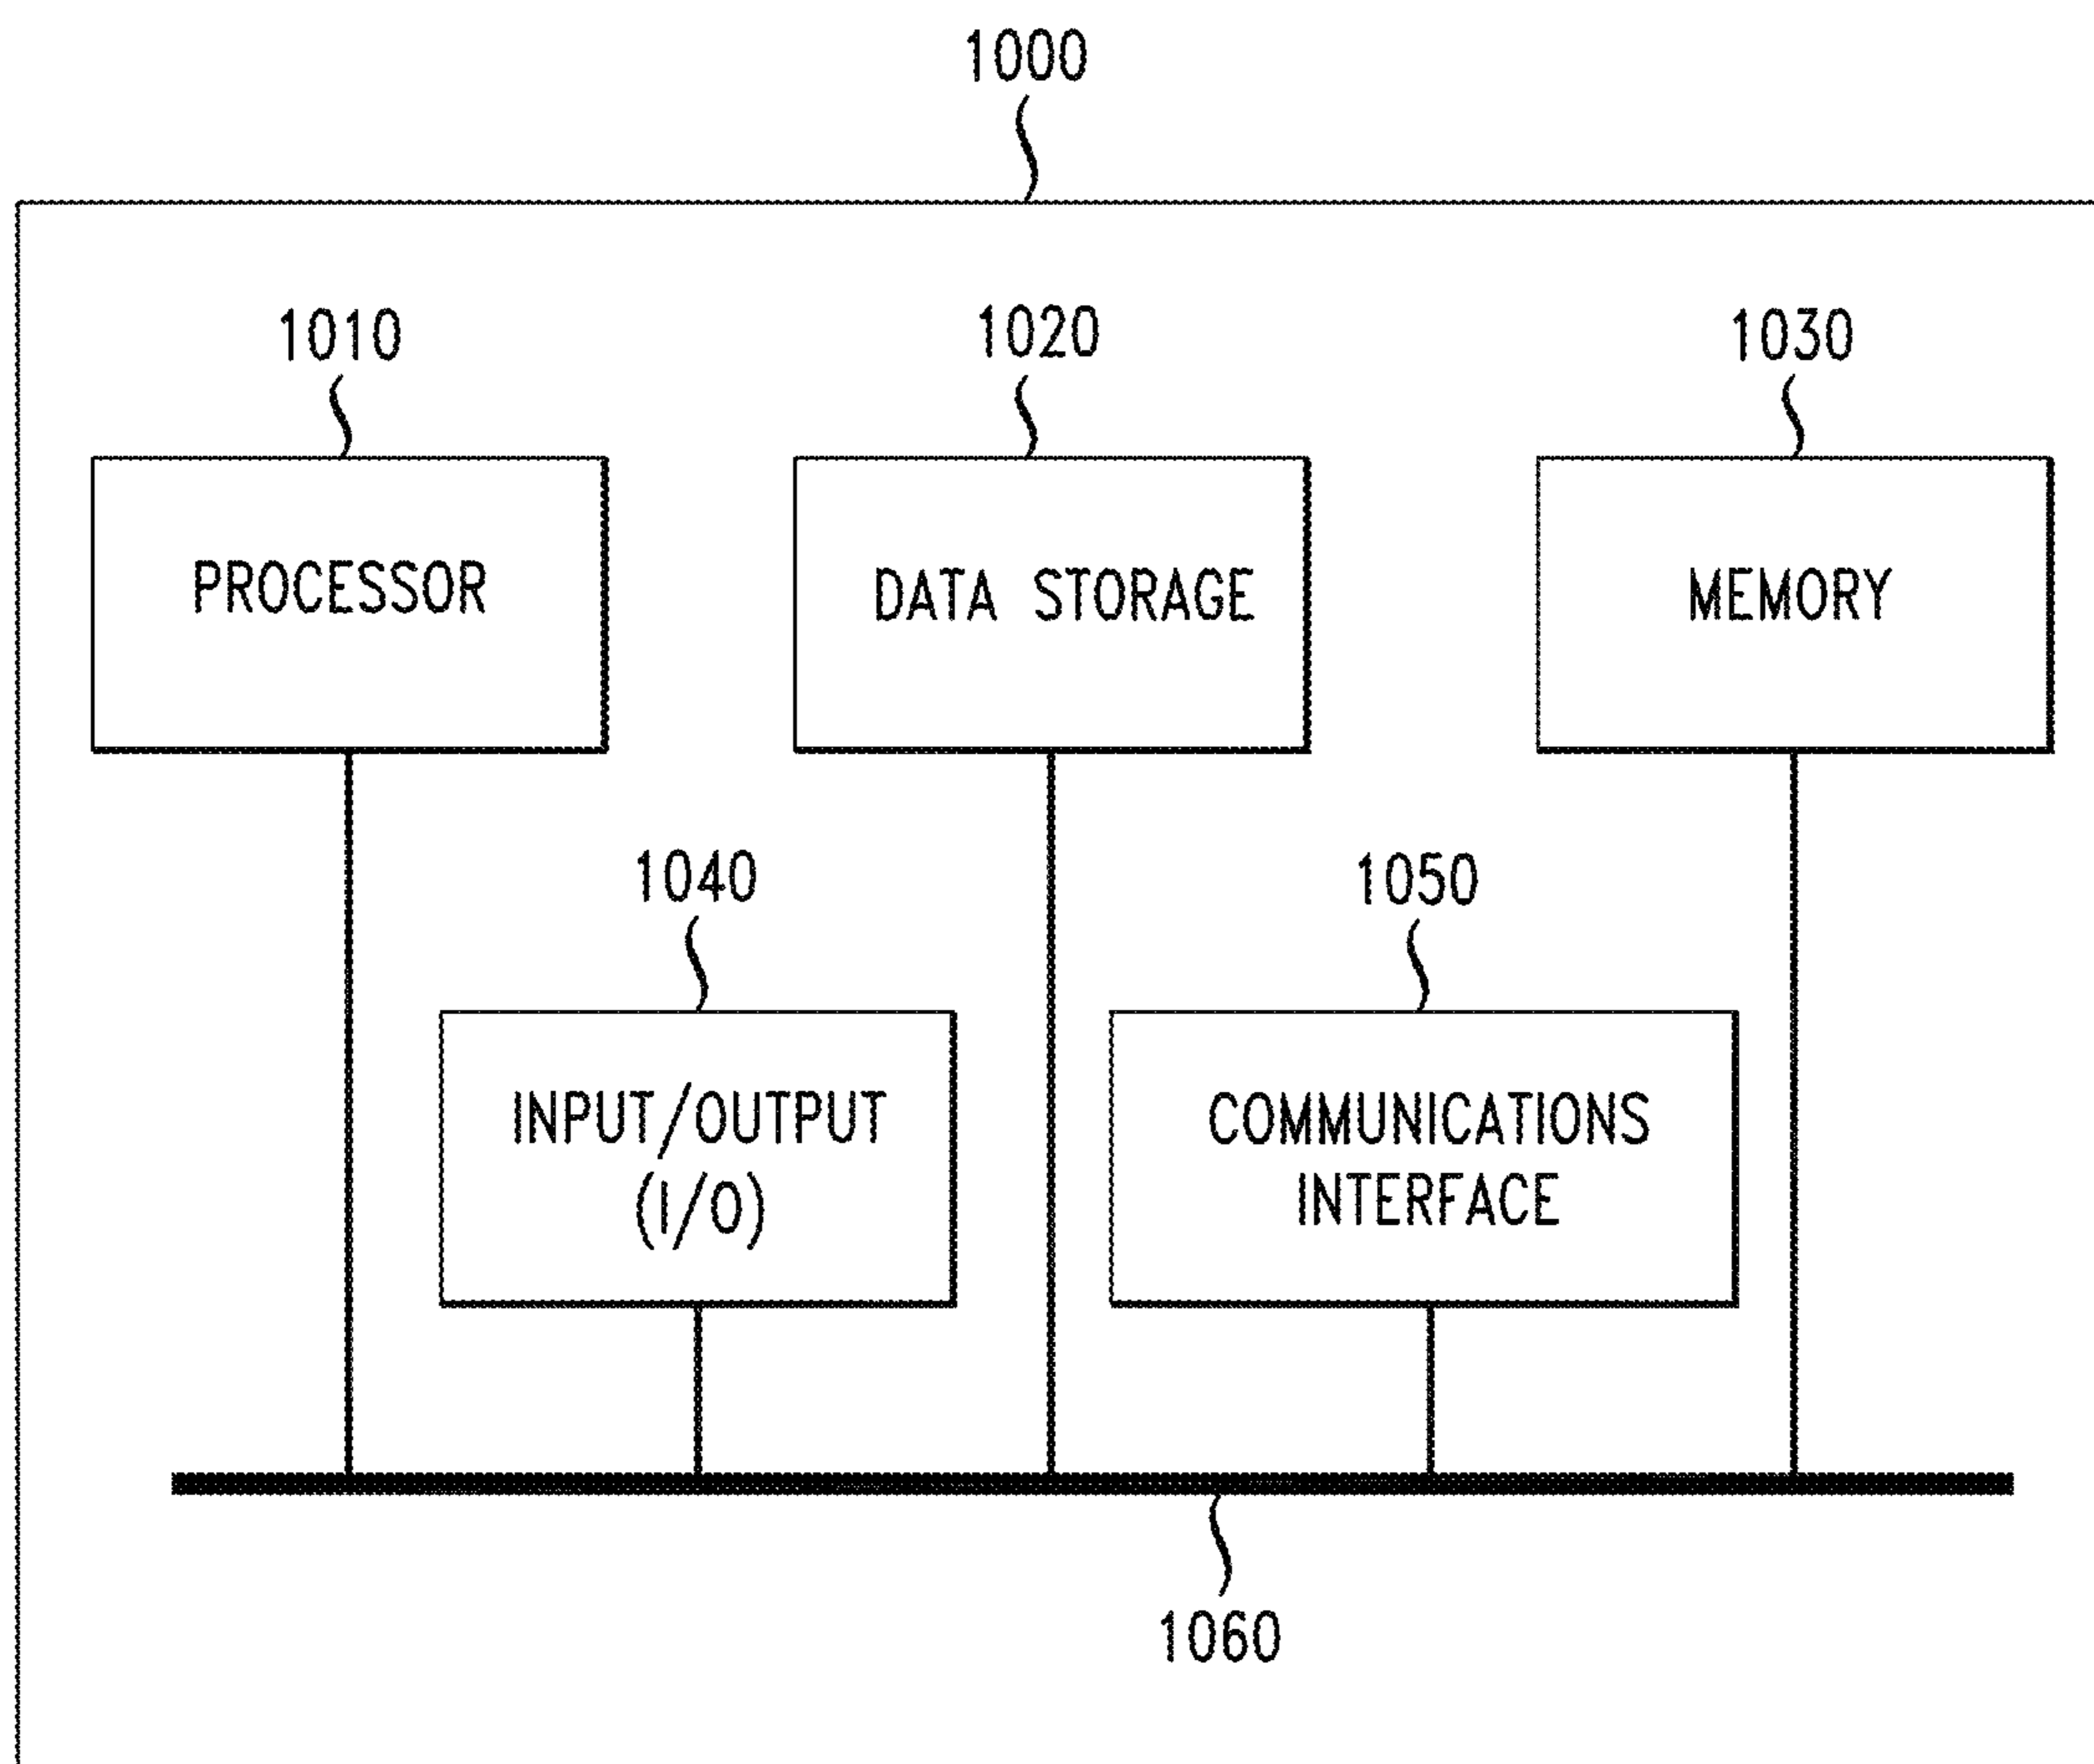 1000
1010
1020
1030
PROCESSOR
DATA STORAGE
MEMORY
1040
1050
INPUT/OUTPUT
(I/O)
COMMUNICATIONS
INTERFACE
1060